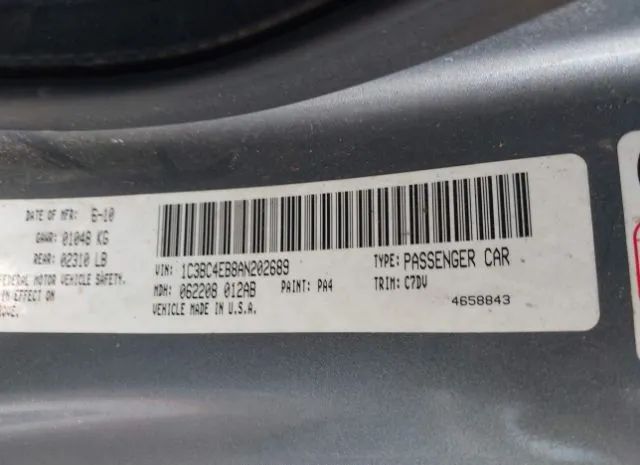 DATE OF MFR: 6-10
GAWR: 01048 KG
REAR: 02310 LB
FEDERAL MOTOR VEHICLE SAFETY,
IN EFFECT ON
VIN: 1C3BC4EB8AN202689
TYPE: PASSENGER CAR
MDH: 062208 012AB
PAINT: PA4
TRIM: C7DV
VEHICLE MADE IN U.S.A.
4658843